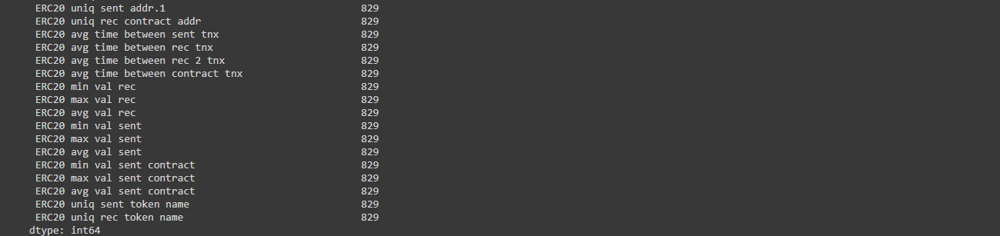 ERC20 uniq sent addr.1 829
ERC20 uniq rec contract addr 829
ERC20 avg time between sent tnx 829
ERC20 avg time between rec tnx 829
ERC20 avg time between rec 2 tnx 829
ERC20 avg time between contract tnx 829
ERC20 min val rec 829
ERC20 max val rec 829
ERC20 avg val rec 829
ERC20 min val sent 829
ERC20 max val sent 829
ERC20 avg val sent 829
ERC20 min val sent contract 829
ERC20 max val sent contract 829
ERC20 avg val sent contract 829
ERC20 uniq sent token name 829
ERC20 uniq rec token name 829
dtype: int64